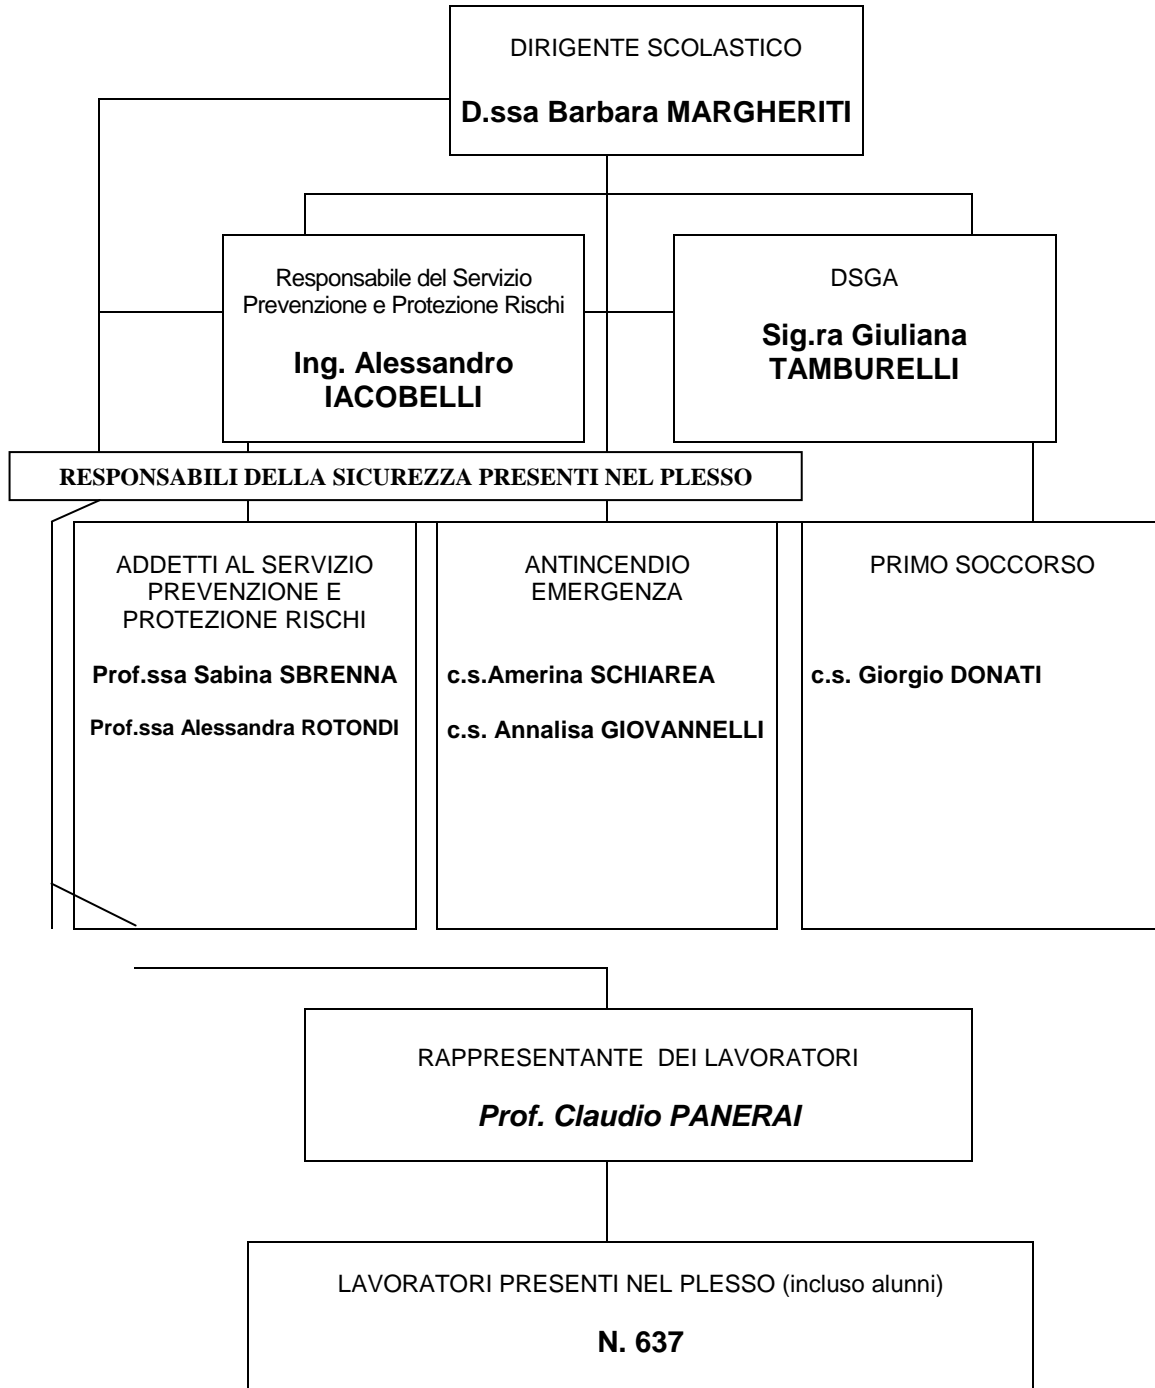 DIRIGENTE SCOLASTICO
D.ssa Barbara MARGHERITI
Responsabile del Servizio
Prevenzione e Protezione Rischi
Ing. Alessandro
IACOBELLI
DSGA
Sig.ra Giuliana
TAMBURELLI
RESPONSABILI DELLA SICUREZZA PRESENTI NEL PLESSO
ADDETTI AL SERVIZIO
PREVENZIONE E
PROTEZIONE RISCHI
Prof.ssa Sabina SBRENNA
Prof.ssa Alessandra ROTONDI
ANTINCENDIO
EMERGENZA
c.s.Amerina SCHIAREA
c.s. Annalisa GIOVANNELLI
PRIMO SOCCORSO
c.s. Giorgio DONATI
RAPPRESENTANTE DEI LAVORATORI
Prof. Claudio PANERAI
LAVORATORI PRESENTI NEL PLESSO (incluso alunni)
N. 637